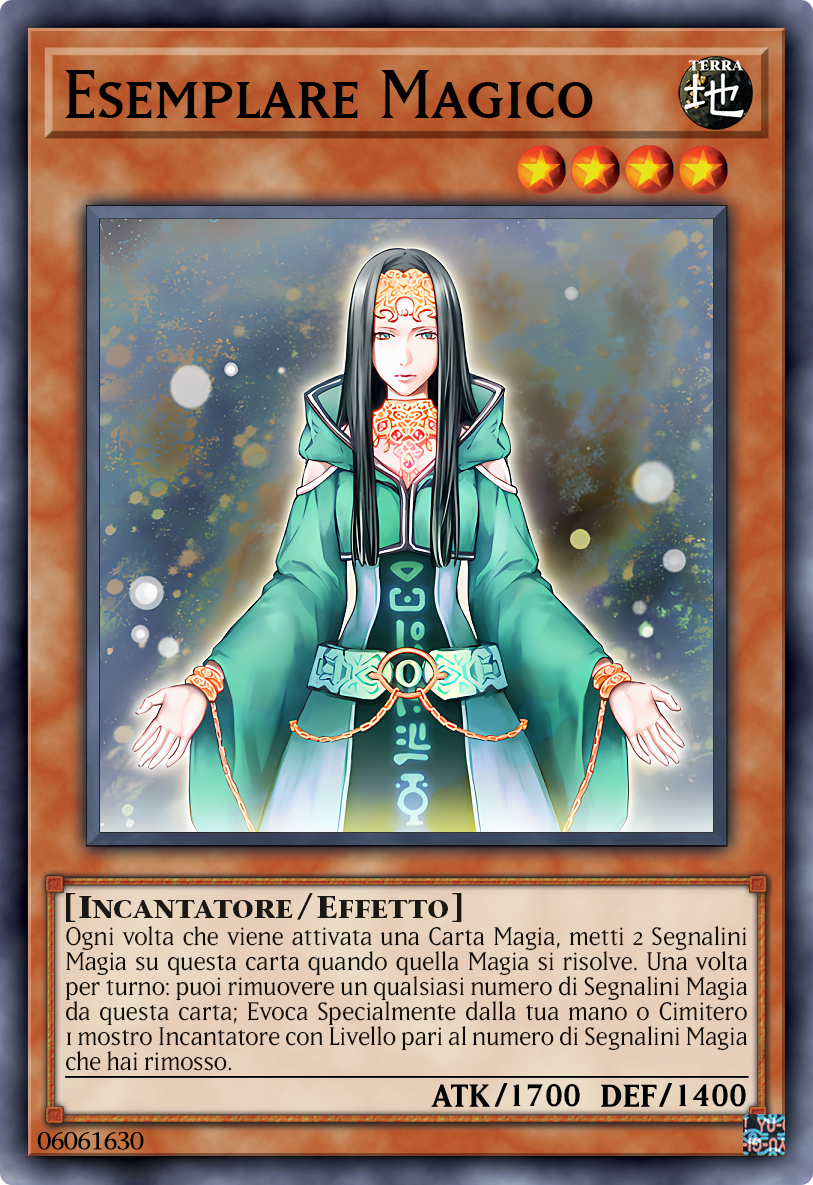 Esemplare Magico
TERRA
地
[Incantatore/Effetto]
Ogni volta che viene attivata una Carta Magia, metti 2 Segnalini
Magia su questa carta quando quella Magia si risolve. Una volta
per turno: puoi rimuovere un qualsiasi numero di Segnalini Magia
da questa carta; Evoca Specialmente dalla tua mano o Cimitero
1 mostro Incantatore con Livello pari al numero di Segnalini Magia
che hai rimosso.
ATK/1700 DEF/1400
06061630